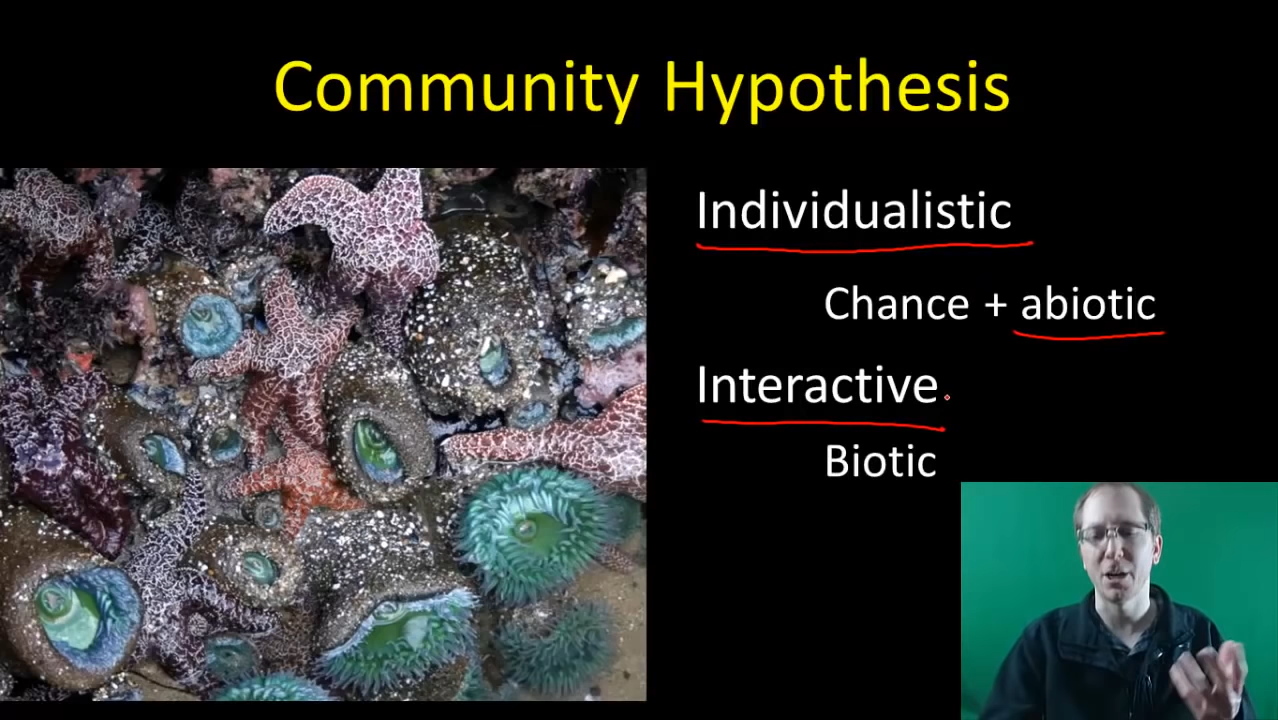 Community Hypothesis
Individualistic
Chance + abiotic
Interactive
Biotic